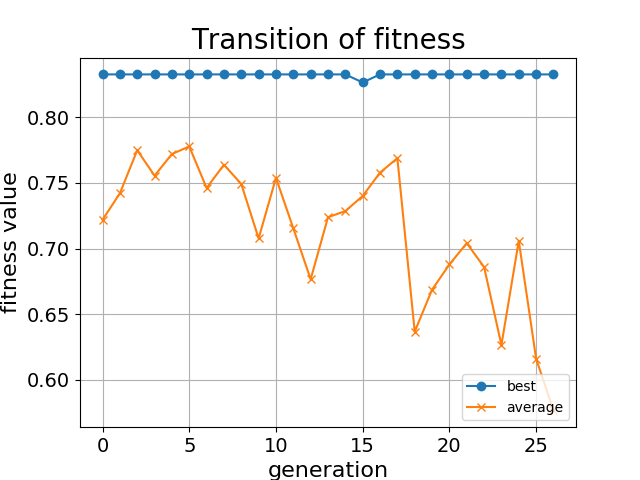 Transition of fitness
fitness value
0.80
0.75
0.70
0.65
0.60
best
average
0 5 10 15 20 25
generation